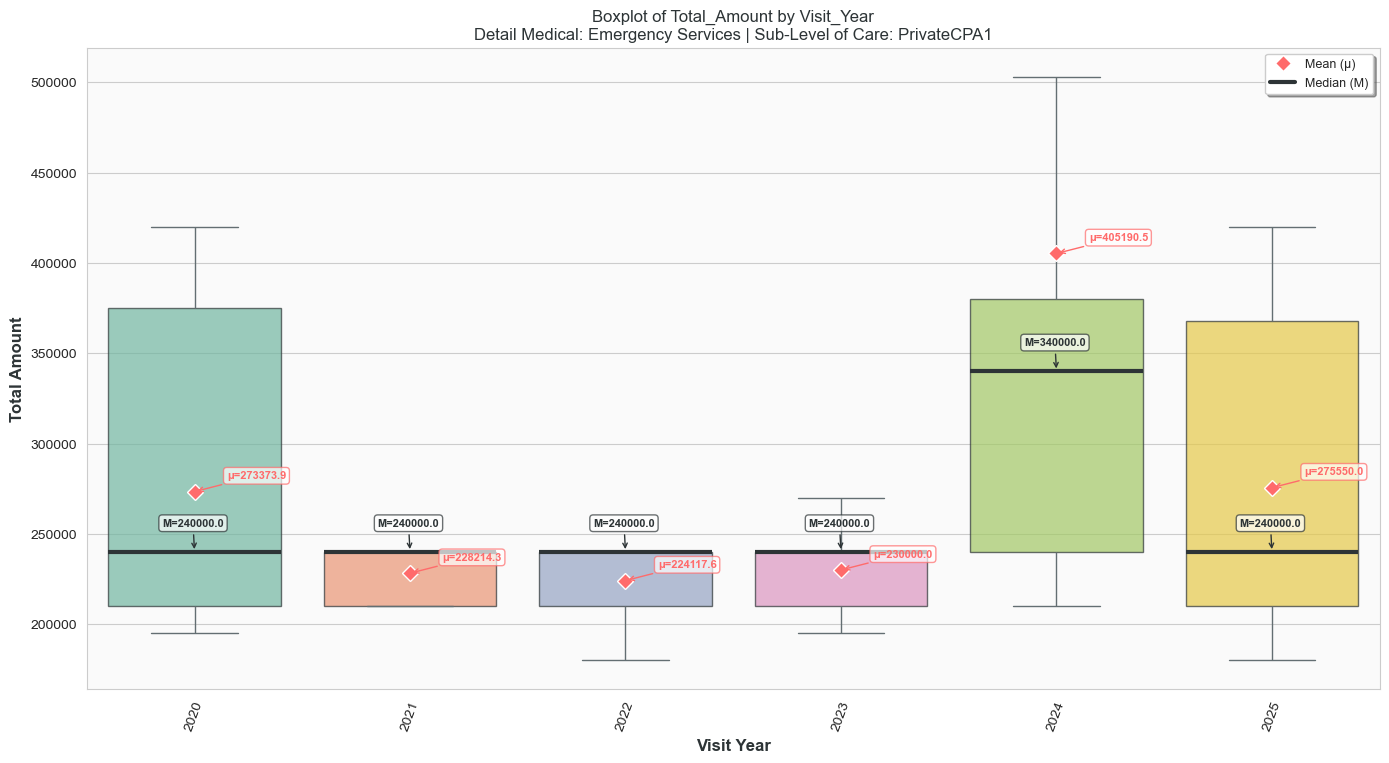 Boxplot of Total_Amount by Visit_Year
Detail Medical: Emergency Services | Sub-Level of Care: PrivateCPA1
Mean (μ)
Median (M)
Total Amount
500000
450000
400000
350000
300000
250000
200000
μ=273373.9
M=240000.0
M=240000.0
μ=228214.3
M=240000.0
μ=224117.6
M=240000.0
μ=230000.0
μ=405190.5
M=340000.0
μ=275550.0
M=240000.0
2020
2021
2022
2023
2024
2025
Visit Year